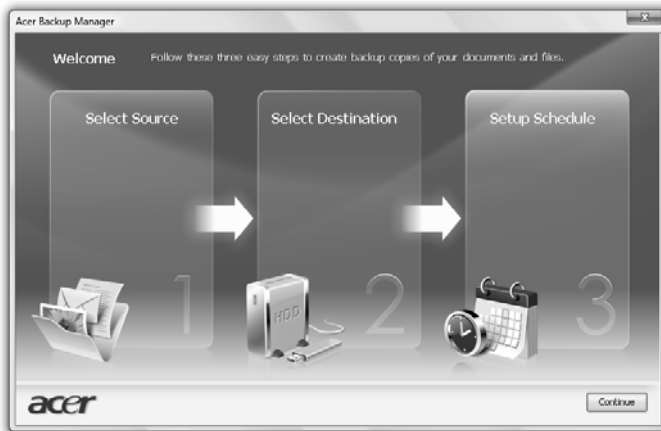 Acer Backup Manager
Welcome
Follow these three easy steps to create backup copies of your documents and files.
Select Source
Select Destination
Setup Schedule
1
HDD
2
3
acer
Continue